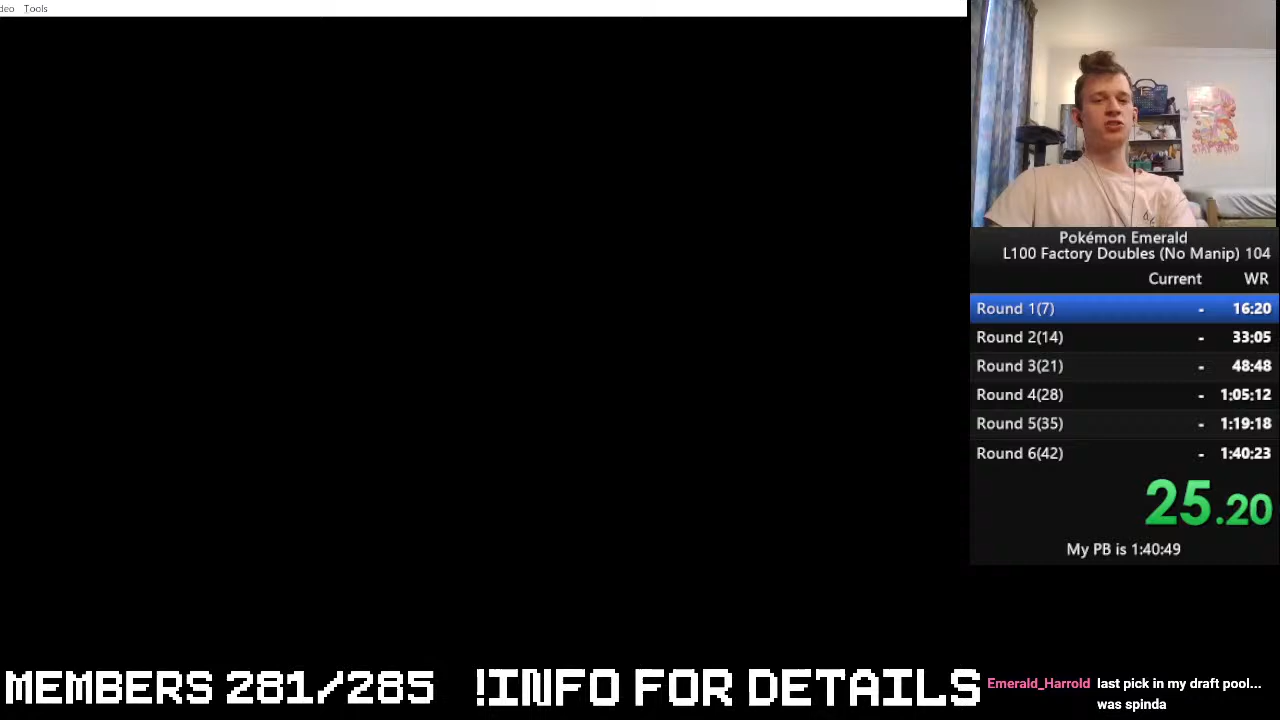 deo Tools
STAY WEIRD
Pokémon Emerald
L100 Factory Doubles (No Manip) 104
Current WR
Round 1(7) - 16:20
Round 2(14) - 33:05
Round 3(21) - 48:48
Round 4(28) - 1:05:12
Round 5(35) - 1:19:18
Round 6(42) - 1:40:23
25.20
My PB is 1:40:49
MEMBERS 281/285 !INFO FOR DETAILS
Emerald_Harrold last pick in my draft pool...
was spinda